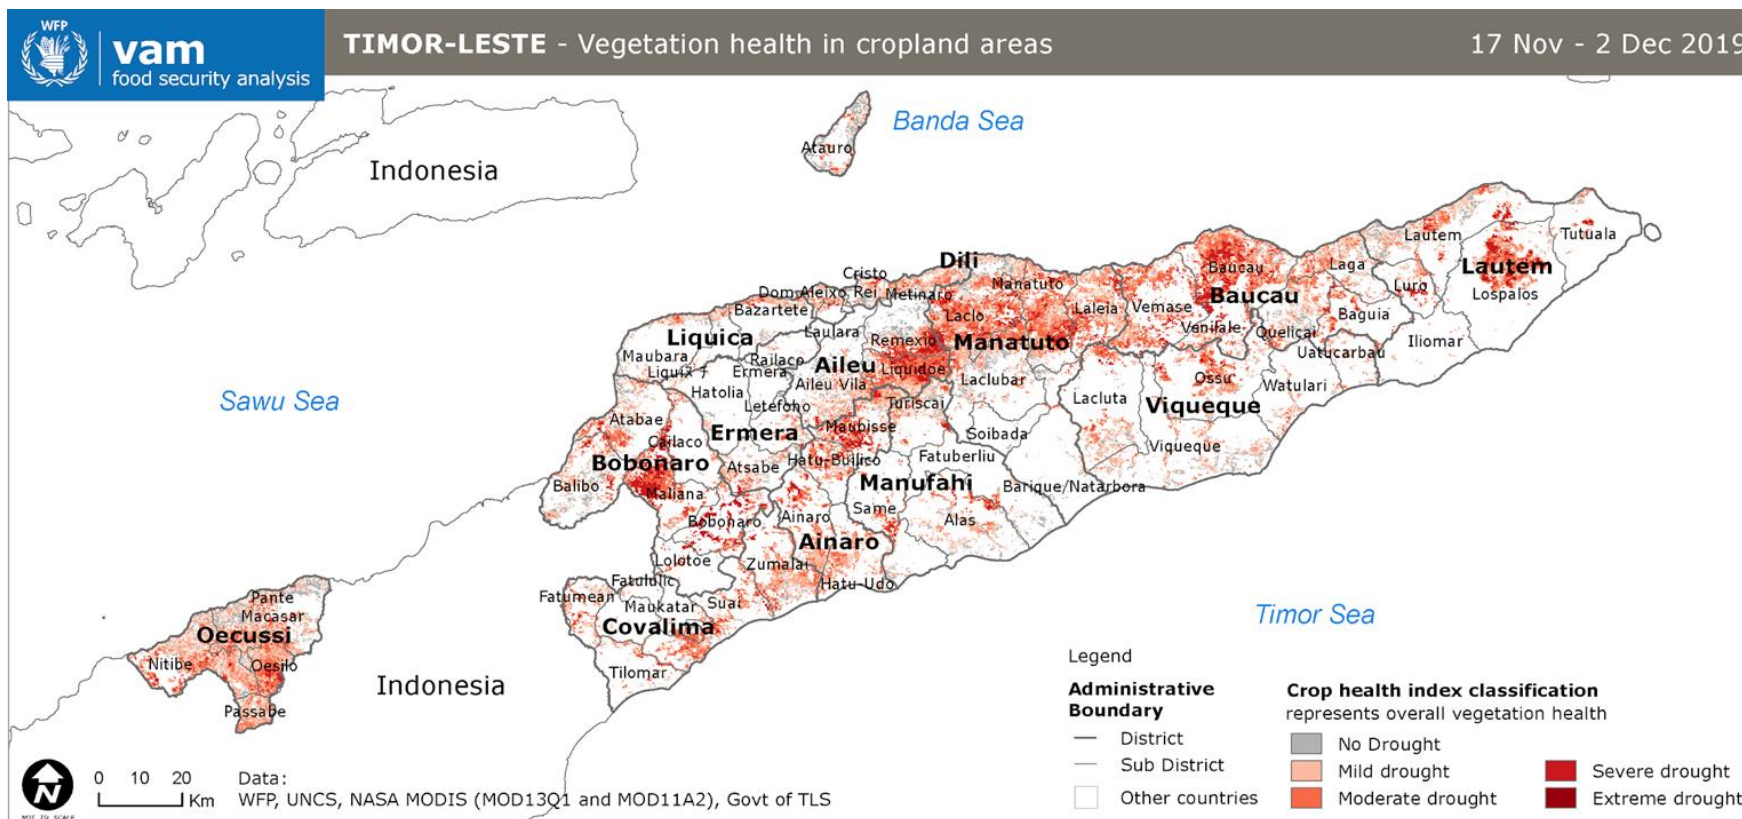 WFP
vam
food security analysis
TIMOR-LESTE - Vegetation health in cropland areas
17 Nov - 2 Dec 2019
Banda Sea
Indonesia
Atauro
Lautem
Tutuala
Dili
Cristo
Rei
Baucau
Laga
Lautem
Manatuto
Metinaro
Dom Aleixo
Luro
Lospalos
Baucau
Bazartete
Laclo
Laleia
Vemase
Baguia
Liquica
Laulara
Remexio
Manatuto
Venilale
Quelicai
Iliomar
Maubara
Railaco
Aileu
Liquidoe
Uatucarbau
Ermera
Aileu Vila
Laclubar
Ossu
Watulari
Hatolia
Letefoho
Turiscai
Lacluta
Viqueque
Sawu Sea
Atabae
Ermera
Maubisse
Soibada
Cailaco
Viqueque
Bobonaro
Atsabe
Hatu-Builico
Fatuberliu
Balibo
Maliana
Manufahi
Barique/Natarbora
Bobonaro
Ainaro
Same
Alas
Ainaro
Lolotoe
Zumalai
Hatu-Udo
Fatululic
Fatumean
Maukatar
Suai
Covalima
Tilomar
Pante
Macasar
Oecussi
Nitibe
Oesilo
Passabe
Indonesia
Timor Sea
Legend
Administrative
Boundary
District
Sub District
Other countries
Crop health index classification
represents overall vegetation health
No Drought
Mild drought
Moderate drought
Severe drought
Extreme drought
N
NOT TO SCALE
0 10 20
Km
Data:
WFP, UNCS, NASA MODIS (MOD13Q1 and MOD11A2), Govt of TLS